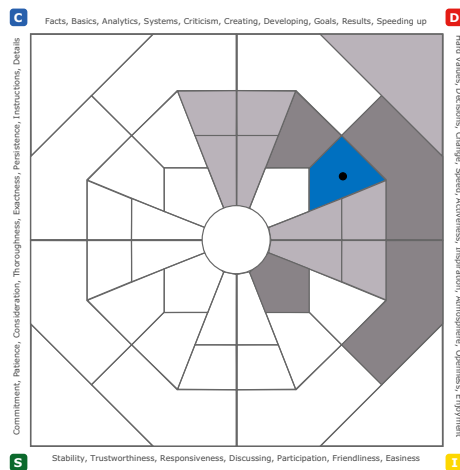 C
Facts, Basics, Analytics, Systems, Criticism, Creating, Developing, Goals, Results, Speeding up
D
Commitment, Patience, Consideration, Thoroughness, Exactness, Persistence, Instructions, Details
Hard values, Decisions, Change, Speed, Activeness, Inspiration, Atmosphere, Openness, Enjoyment
S
Stability, Trustworthiness, Responsiveness, Discussing, Participation, Friendliness, Easiness
I